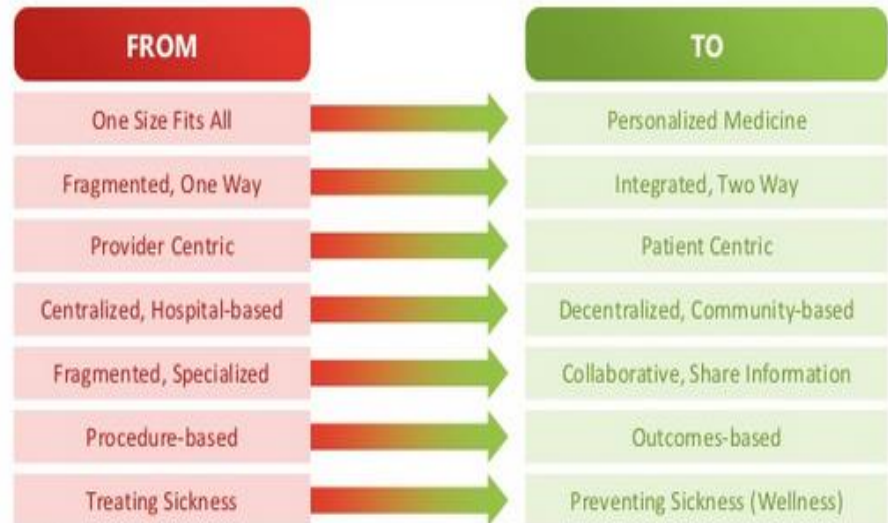 FROM
TO
One Size Fits All
Personalized Medicine
Fragmented, One Way
Integrated, Two Way
Provider Centric
Patient Centric
Centralized, Hospital-based
Decentralized, Community-based
Fragmented, Specialized
Collaborative, Share Information
Procedure-based
Outcomes-based
Treating Sickness
Preventing Sickness (Wellness)